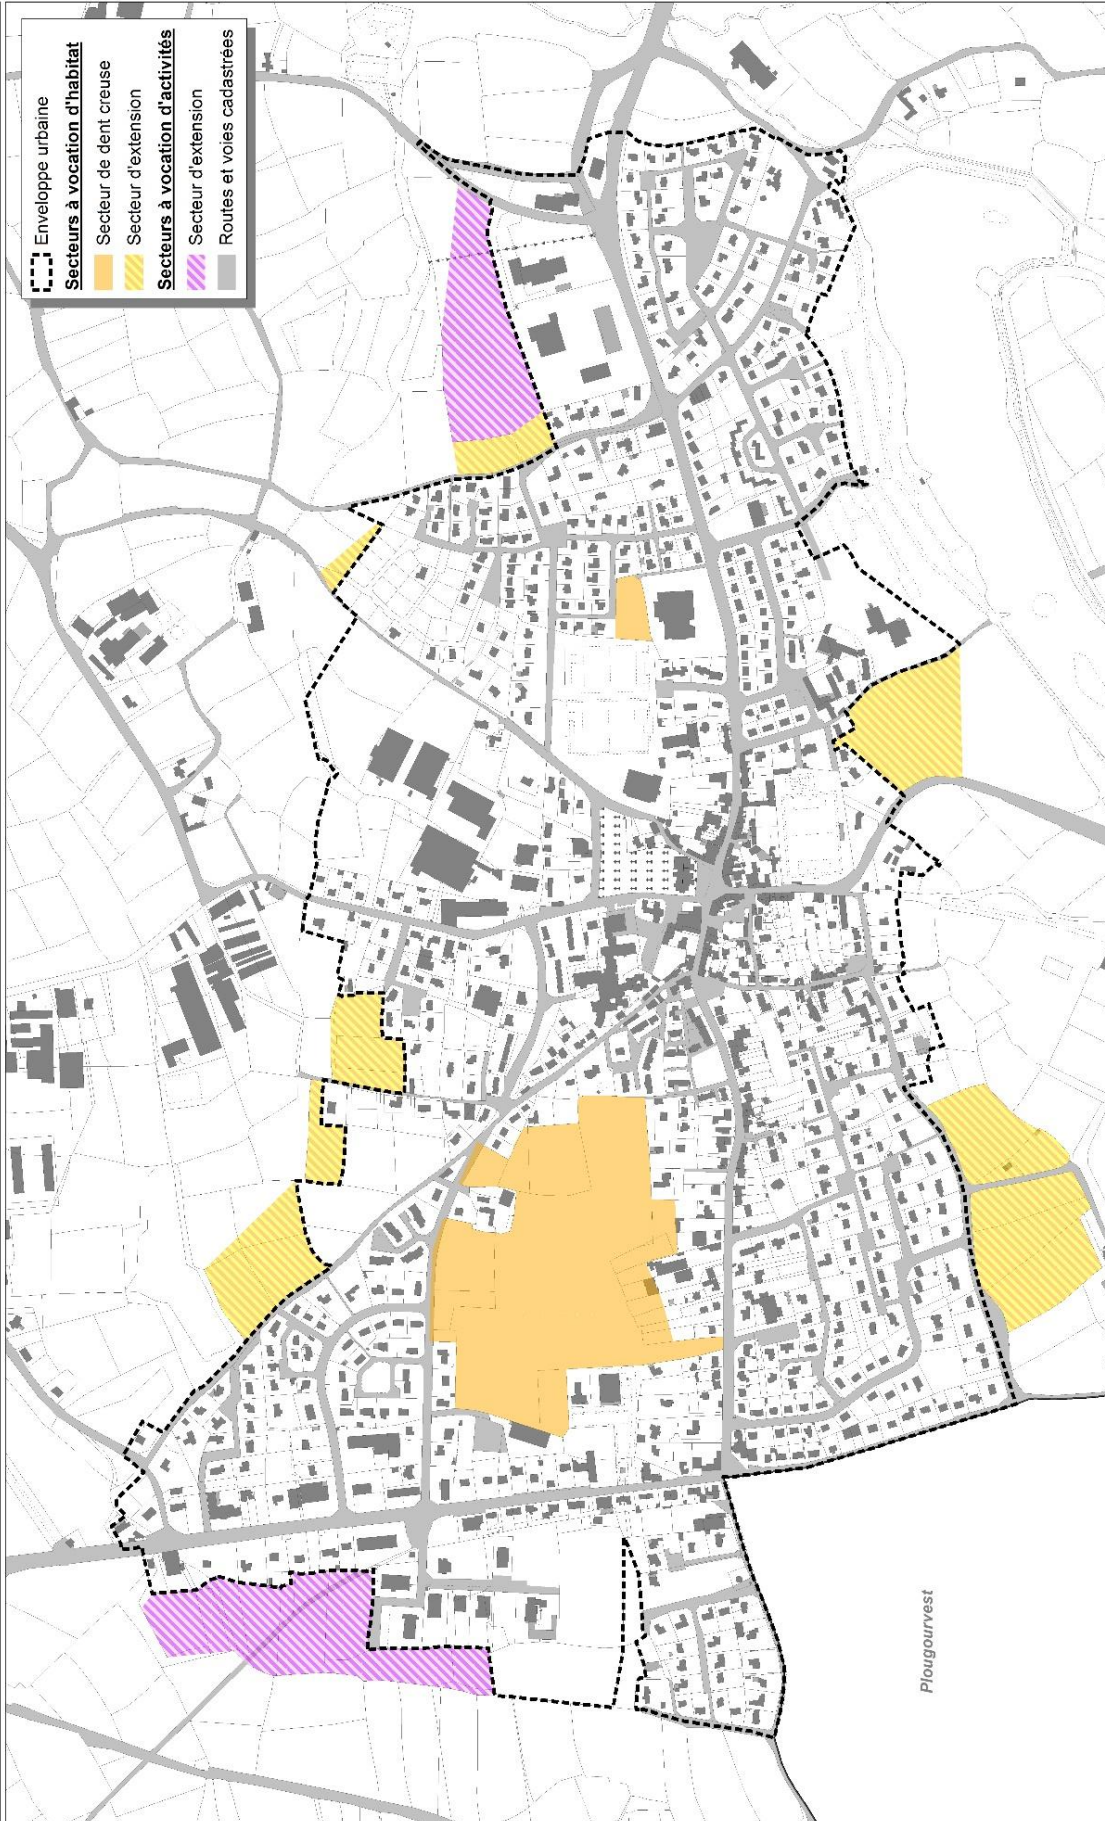 Enveloppe urbaine
Secteurs à vocation d'habitat
Secteur de dent creuse
Secteur d'extension
Secteurs à vocation d'activités
Secteur d'extension
Routes et voies cadastrées
Plougourvest